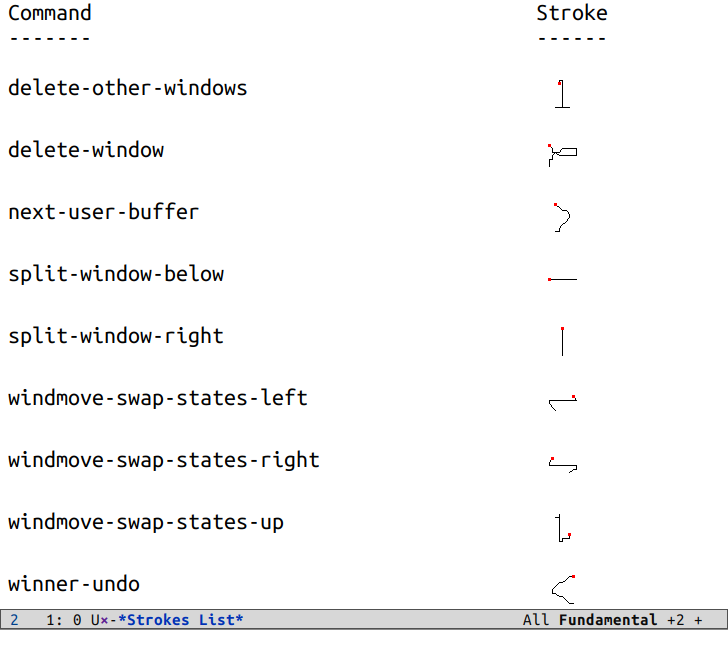 Command Stroke
------- ------
delete-other-windows
delete-window
next-user-buffer
split-window-below
split-window-right
windmove-swap-states-left
windmove-swap-states-right
windmove-swap-states-up
winner-undo
2 1: 0 U×-*Strokes List* All Fundamental +2 +